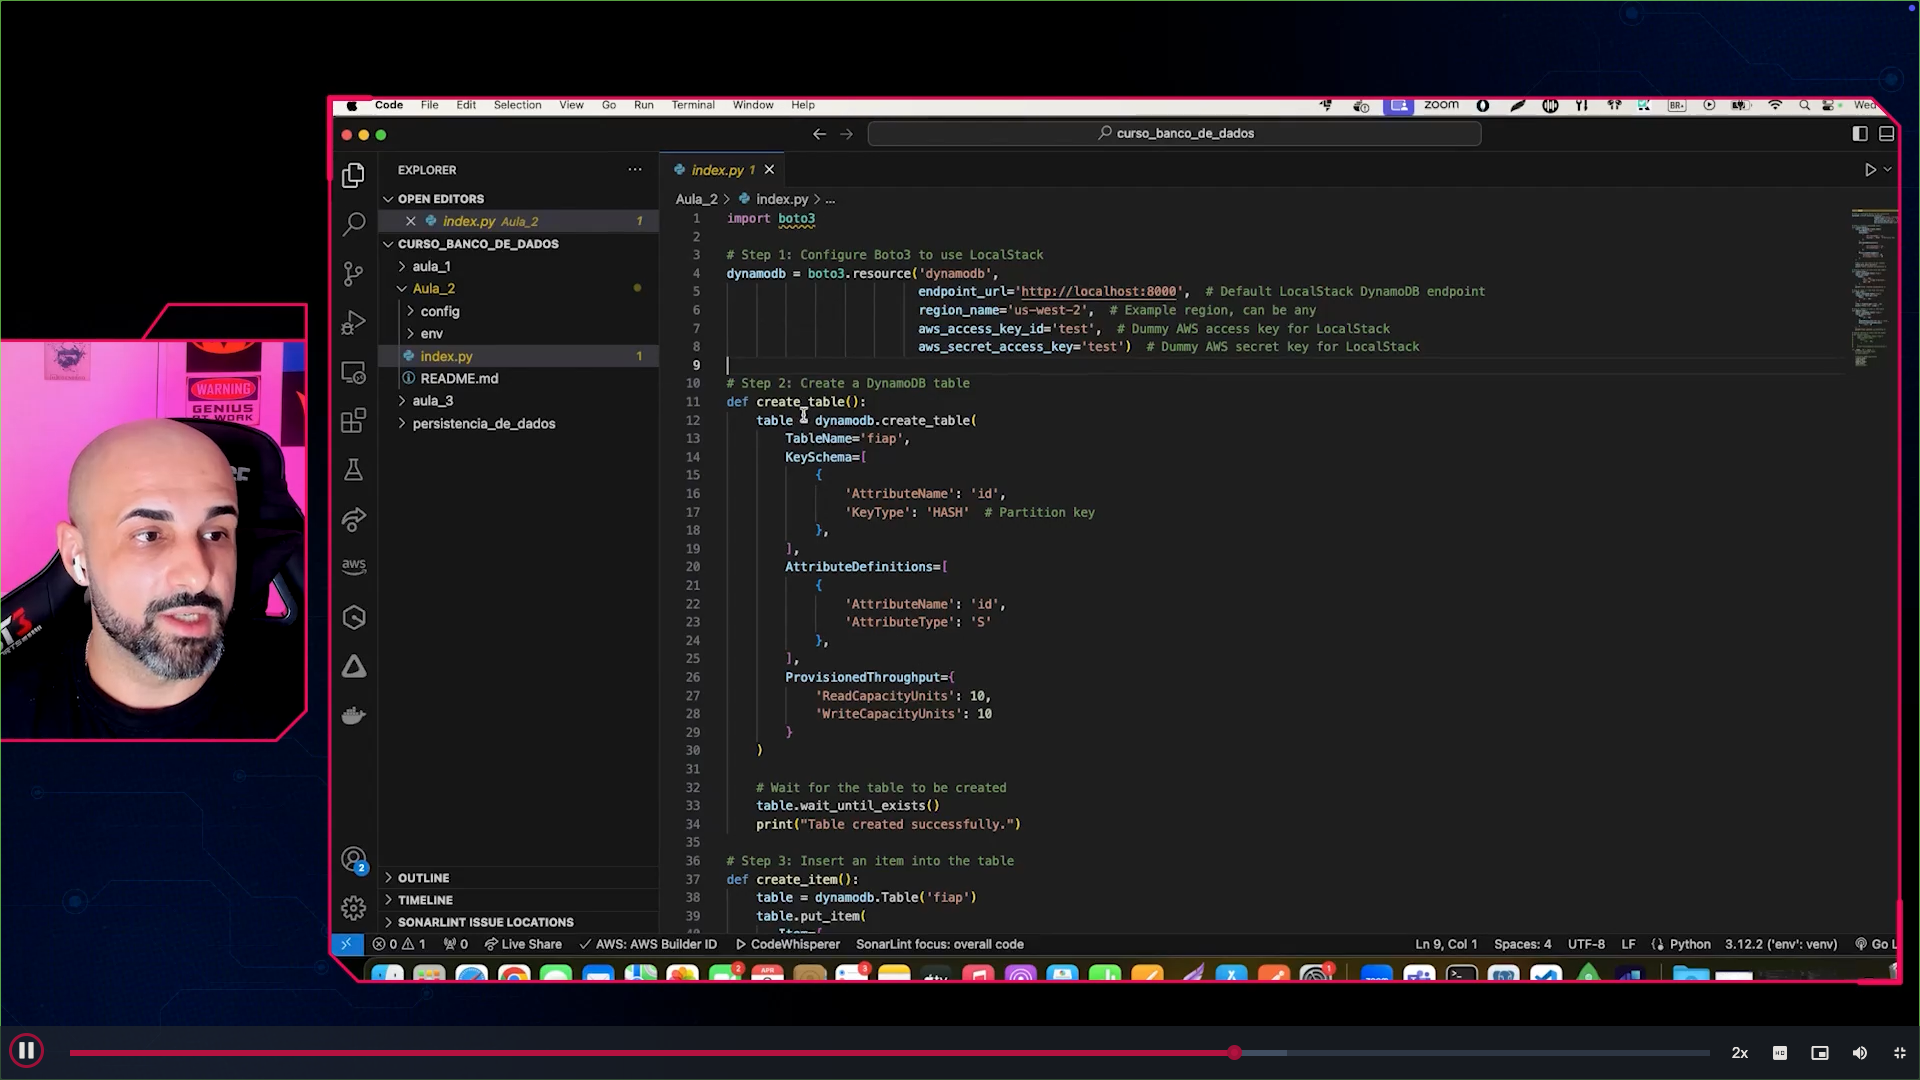 Code File Edit Selection View Go Run Terminal Window Help
zoom
BR
Wed
curso_banco_de_dados
EXPLORER
OPEN EDITORS
index.py Aula_2 1
CURSO_BANCO_DE_DADOS
aula_1
Aula_2
config
env
index.py 1
README.md
aula_3
persistencia_de_dados
OUTLINE
TIMELINE
SONARLINT ISSUE LOCATIONS
aws
2
index.py 1
Aula_2 > index.py > ...
1 import boto3
2
3 # Step 1: Configure Boto3 to use LocalStack
4 dynamodb = boto3.resource('dynamodb',
5 endpoint_url='http://localhost:8000', # Default LocalStack DynamoDB endpoint
6 region_name='us-west-2', # Example region, can be any
7 aws_access_key_id='test', # Dummy AWS access key for LocalStack
8 aws_secret_access_key='test') # Dummy AWS secret key for LocalStack
9
10 # Step 2: Create a DynamoDB table
11 def create_table():
12 table = dynamodb.create_table(
13 TableName='fiap',
14 KeySchema=[
15 {
16 'AttributeName': 'id',
17 'KeyType': 'HASH' # Partition key
18 },
19 ],
20 AttributeDefinitions=[
21 {
22 'AttributeName': 'id',
23 'AttributeType': 'S'
24 },
25 ],
26 ProvisionedThroughput={
27 'ReadCapacityUnits': 10,
28 'WriteCapacityUnits': 10
29 }
30 )
31
32 # Wait for the table to be created
33 table.wait_until_exists()
34 print("Table created successfully.")
35
36 # Step 3: Insert an item into the table
37 def create_item():
38 table = dynamodb.Table('fiap')
39 table.put_item(
0 1 0 Live Share AWS: AWS Builder ID CodeWhisperer SonarLint focus: overall code Ln 9, Col 1 Spaces: 4 UTF-8 LF Python 3.12.2 ('env': venv) Go L
WARNING
GENIUS
AT WORK
2x